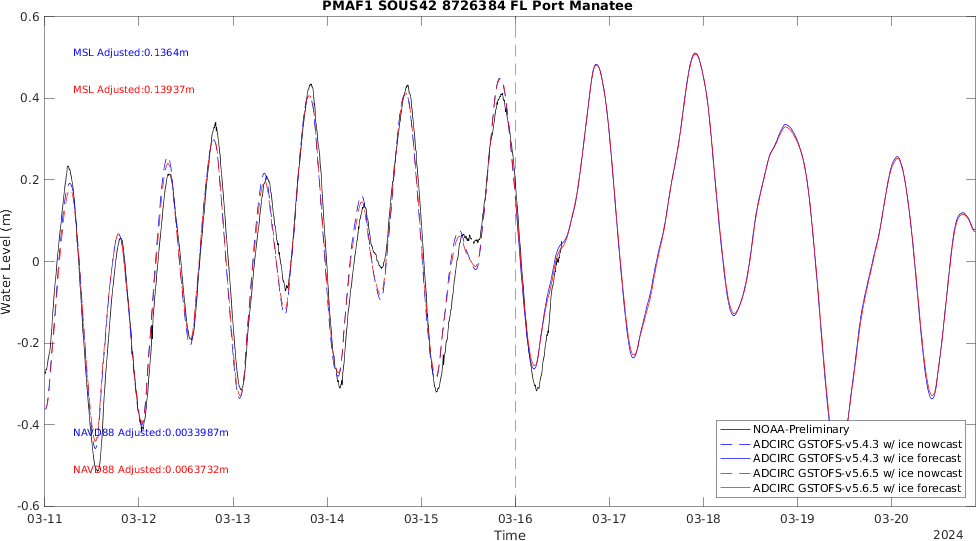 PMAF1 SOUS42 8726384 FL Port Manatee
0.6
MSL Adjusted:0.1364m
MSL Adjusted:0.13937m
0.4
0.2
0
-0.2
-0.4
-0.6
Water Level (m)
NAVD88 Adjusted:0.0033987m
NAVD88 Adjusted:0.0063732m
NOAA-Preliminary
ADCIRC GSTOFS-v5.4.3 w/ ice nowcast
ADCIRC GSTOFS-v5.4.3 w/ ice forecast
ADCIRC GSTOFS-v5.6.5 w/ ice nowcast
ADCIRC GSTOFS-v5.6.5 w/ ice forecast
03-11 03-12 03-13 03-14 03-15 03-16 03-17 03-18 03-19 03-20
Time
2024